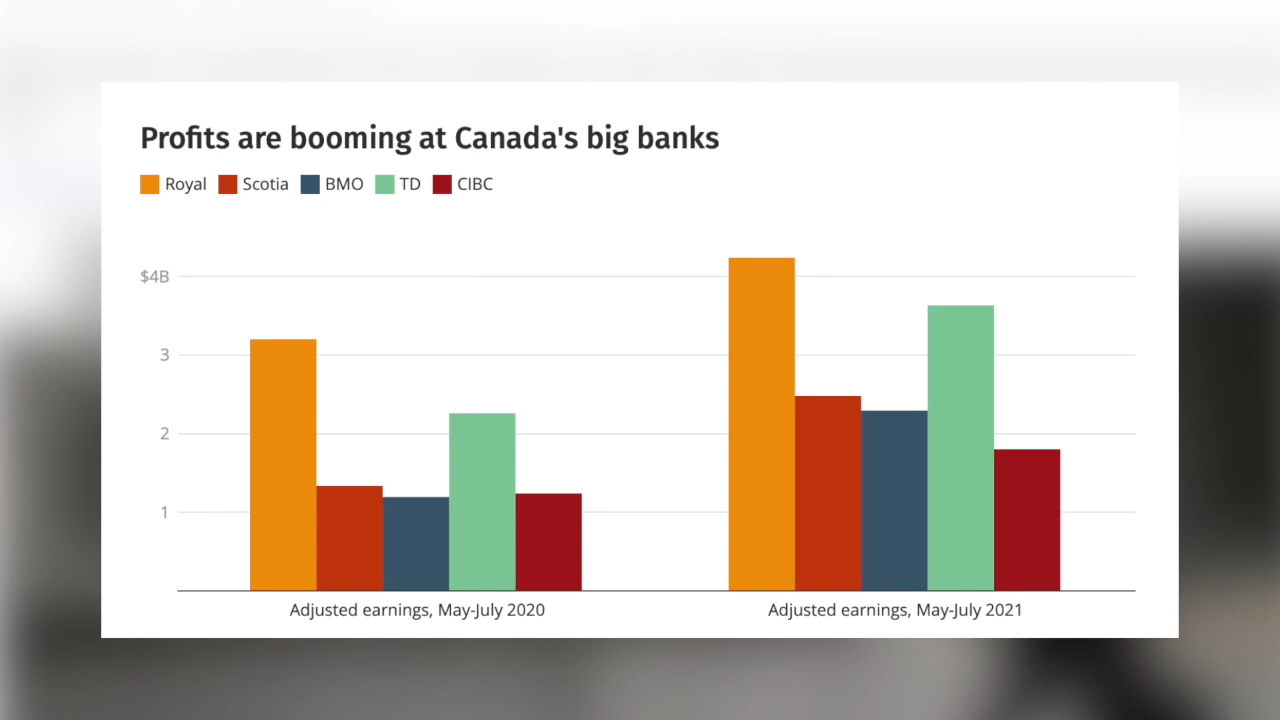 Profits are booming at Canada's big banks
Royal Scotia BMO TD CIBC
$4B
3
2
1
Adjusted earnings, May-July 2020 Adjusted earnings, May-July 2021